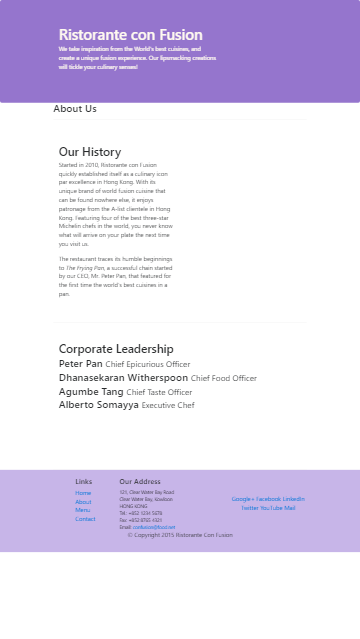 Ristorante con Fusion
We take inspiration from the World's best cuisines, and
create a unique fusion experience. Our lipsmacking creations
will tickle your culinary senses!
About Us
Our History
Started in 2010, Ristorante con Fusion
quickly established itself as a culinary icon
par excellence in Hong Kong. With its
unique brand of world fusion cuisine that
can be found nowhere else, it enjoys
patronage from the A-list clientele in Hong
Kong. Featuring four of the best three-star
Michelin chefs in the world, you never know
what will arrive on your plate the next time
you visit us.
The restaurant traces its humble beginnings
to The Frying Pan, a successful chain started
by our CEO, Mr. Peter Pan, that featured for
the first time the world's best cuisines in a
pan.
Corporate Leadership
Peter Pan Chief Epicurious Officer
Dhanasekaran Witherspoon Chief Food Officer
Agumbe Tang Chief Taste Officer
Alberto Somayya Executive Chef
Links
Home
About
Menu
Contact
Our Address
121, Clear Water Bay Road
Clear Water Bay, Kowloon
HONG KONG
Tel.: +852 1234 5678
Fax: +852 8765 4321
Email: confusion@food.net
Google+ Facebook LinkedIn
Twitter YouTube Mail
© Copyright 2015 Ristorante Con Fusion